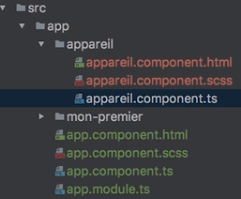 src
app
appareil
appareil.component.html
appareil.component.scss
appareil.component.ts
mon-premier
app.component.html
app.component.scss
app.component.ts
app.module.ts